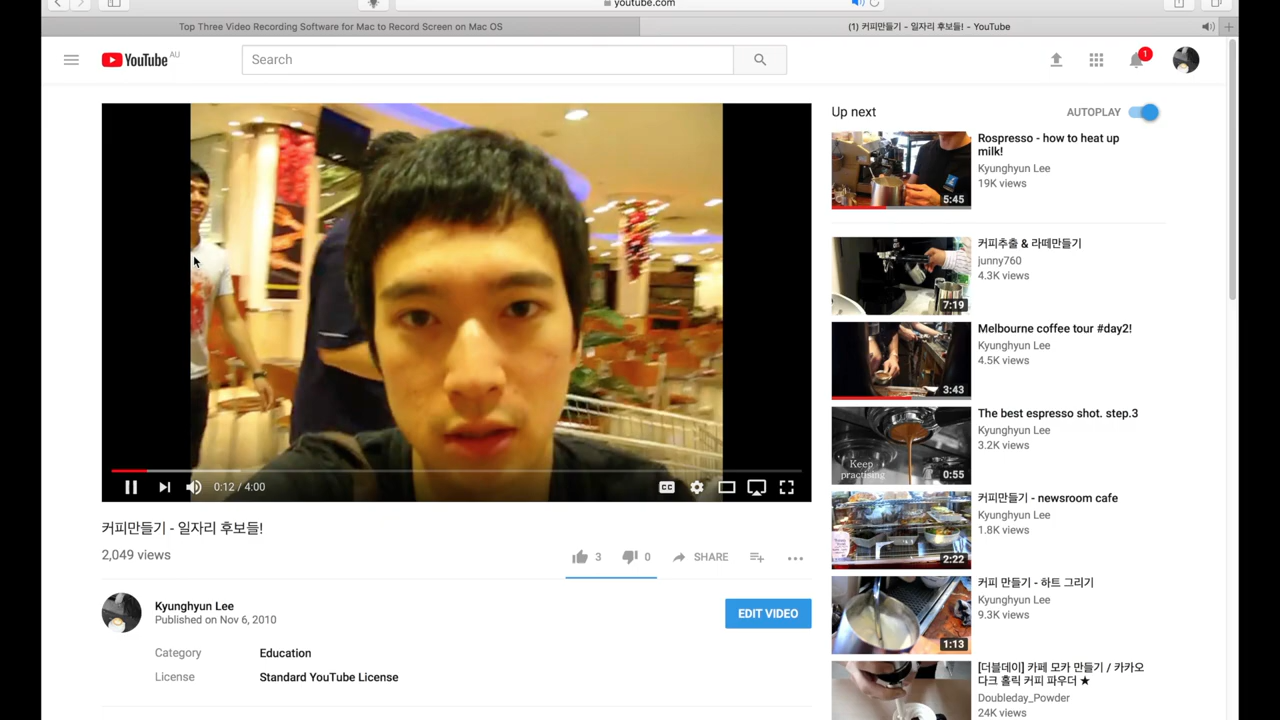 youtube.com
Top Three Video Recording Software for Mac to Record Screen on Mac OS
(1) 커피만들기 - 일자리 후보들! - YouTube
YouTube AU
Search
1
Up next
AUTOPLAY
Rospresso - how to heat up
milk!
Kyunghyun Lee
19K views
5:45
커피추출 & 라떼만들기
junny760
4.3K views
7:19
Melbourne coffee tour #day2!
Kyunghyun Lee
4.5K views
3:43
The best espresso shot. step.3
Kyunghyun Lee
3.2K views
Keep
practising
0:55
커피만들기 - newsroom cafe
Kyunghyun Lee
1.8K views
2:22
커피 만들기 - 하트 그리기
Kyunghyun Lee
9.3K views
1:13
[더블데이] 카페 모카 만들기 / 카카오
다크 홀릭 커피 파우더 ★
Doubleday_Powder
24K views
0:12 / 4:00
CC
커피만들기 - 일자리 후보들!
2,049 views
3
0
SHARE
Kyunghyun Lee
Published on Nov 6, 2010
EDIT VIDEO
Category
Education
License
Standard YouTube License